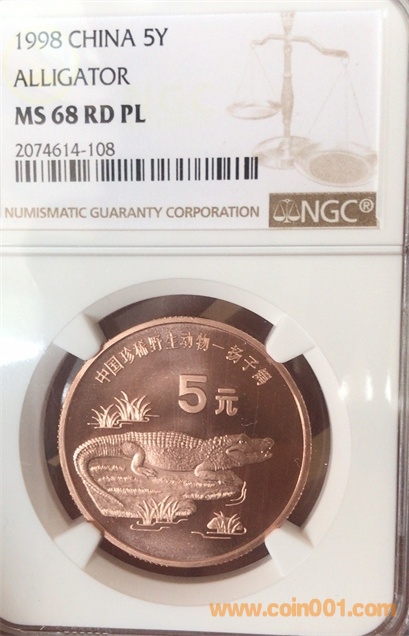 1998 CHINA 5Y
ALLIGATOR
MS 68 RD PL
2074614-108
NUMISMATIC GUARANTY CORPORATION
NGC®
中国珍稀野生动物—扬子鳄
5元
www.coin001.com